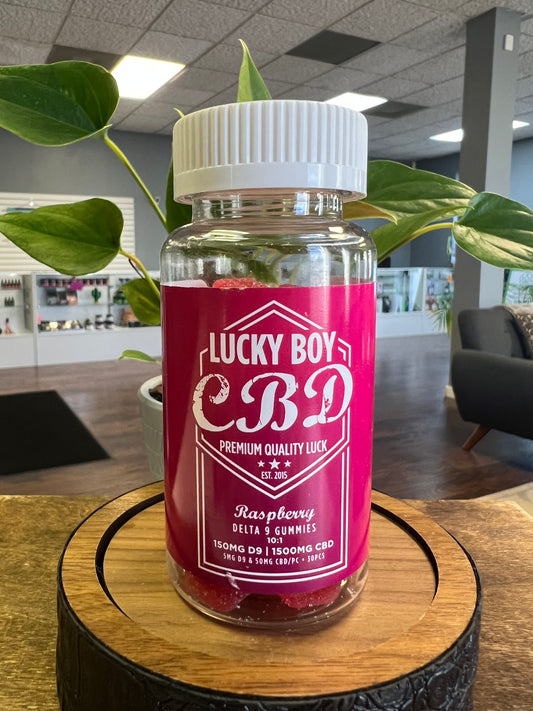 LUCKY BOY
CBD
PREMIUM QUALITY LUCK
EST. 2015
Raspberry
DELTA 9 GUMMIES
10:1
150MG D9 | 1500MG CBD
5MG D9 & 50MG CBD/PC • 30PCS